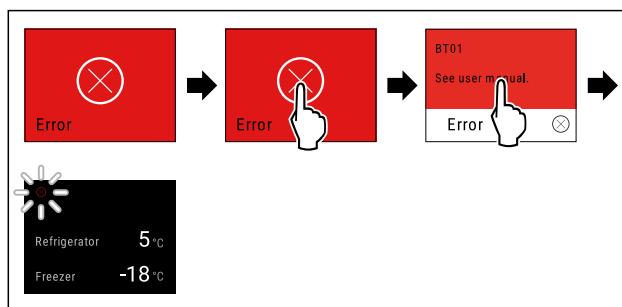 Error
Error
BT01
See user manual.
Error
Refrigerator 5 °C
Freezer -18 °C